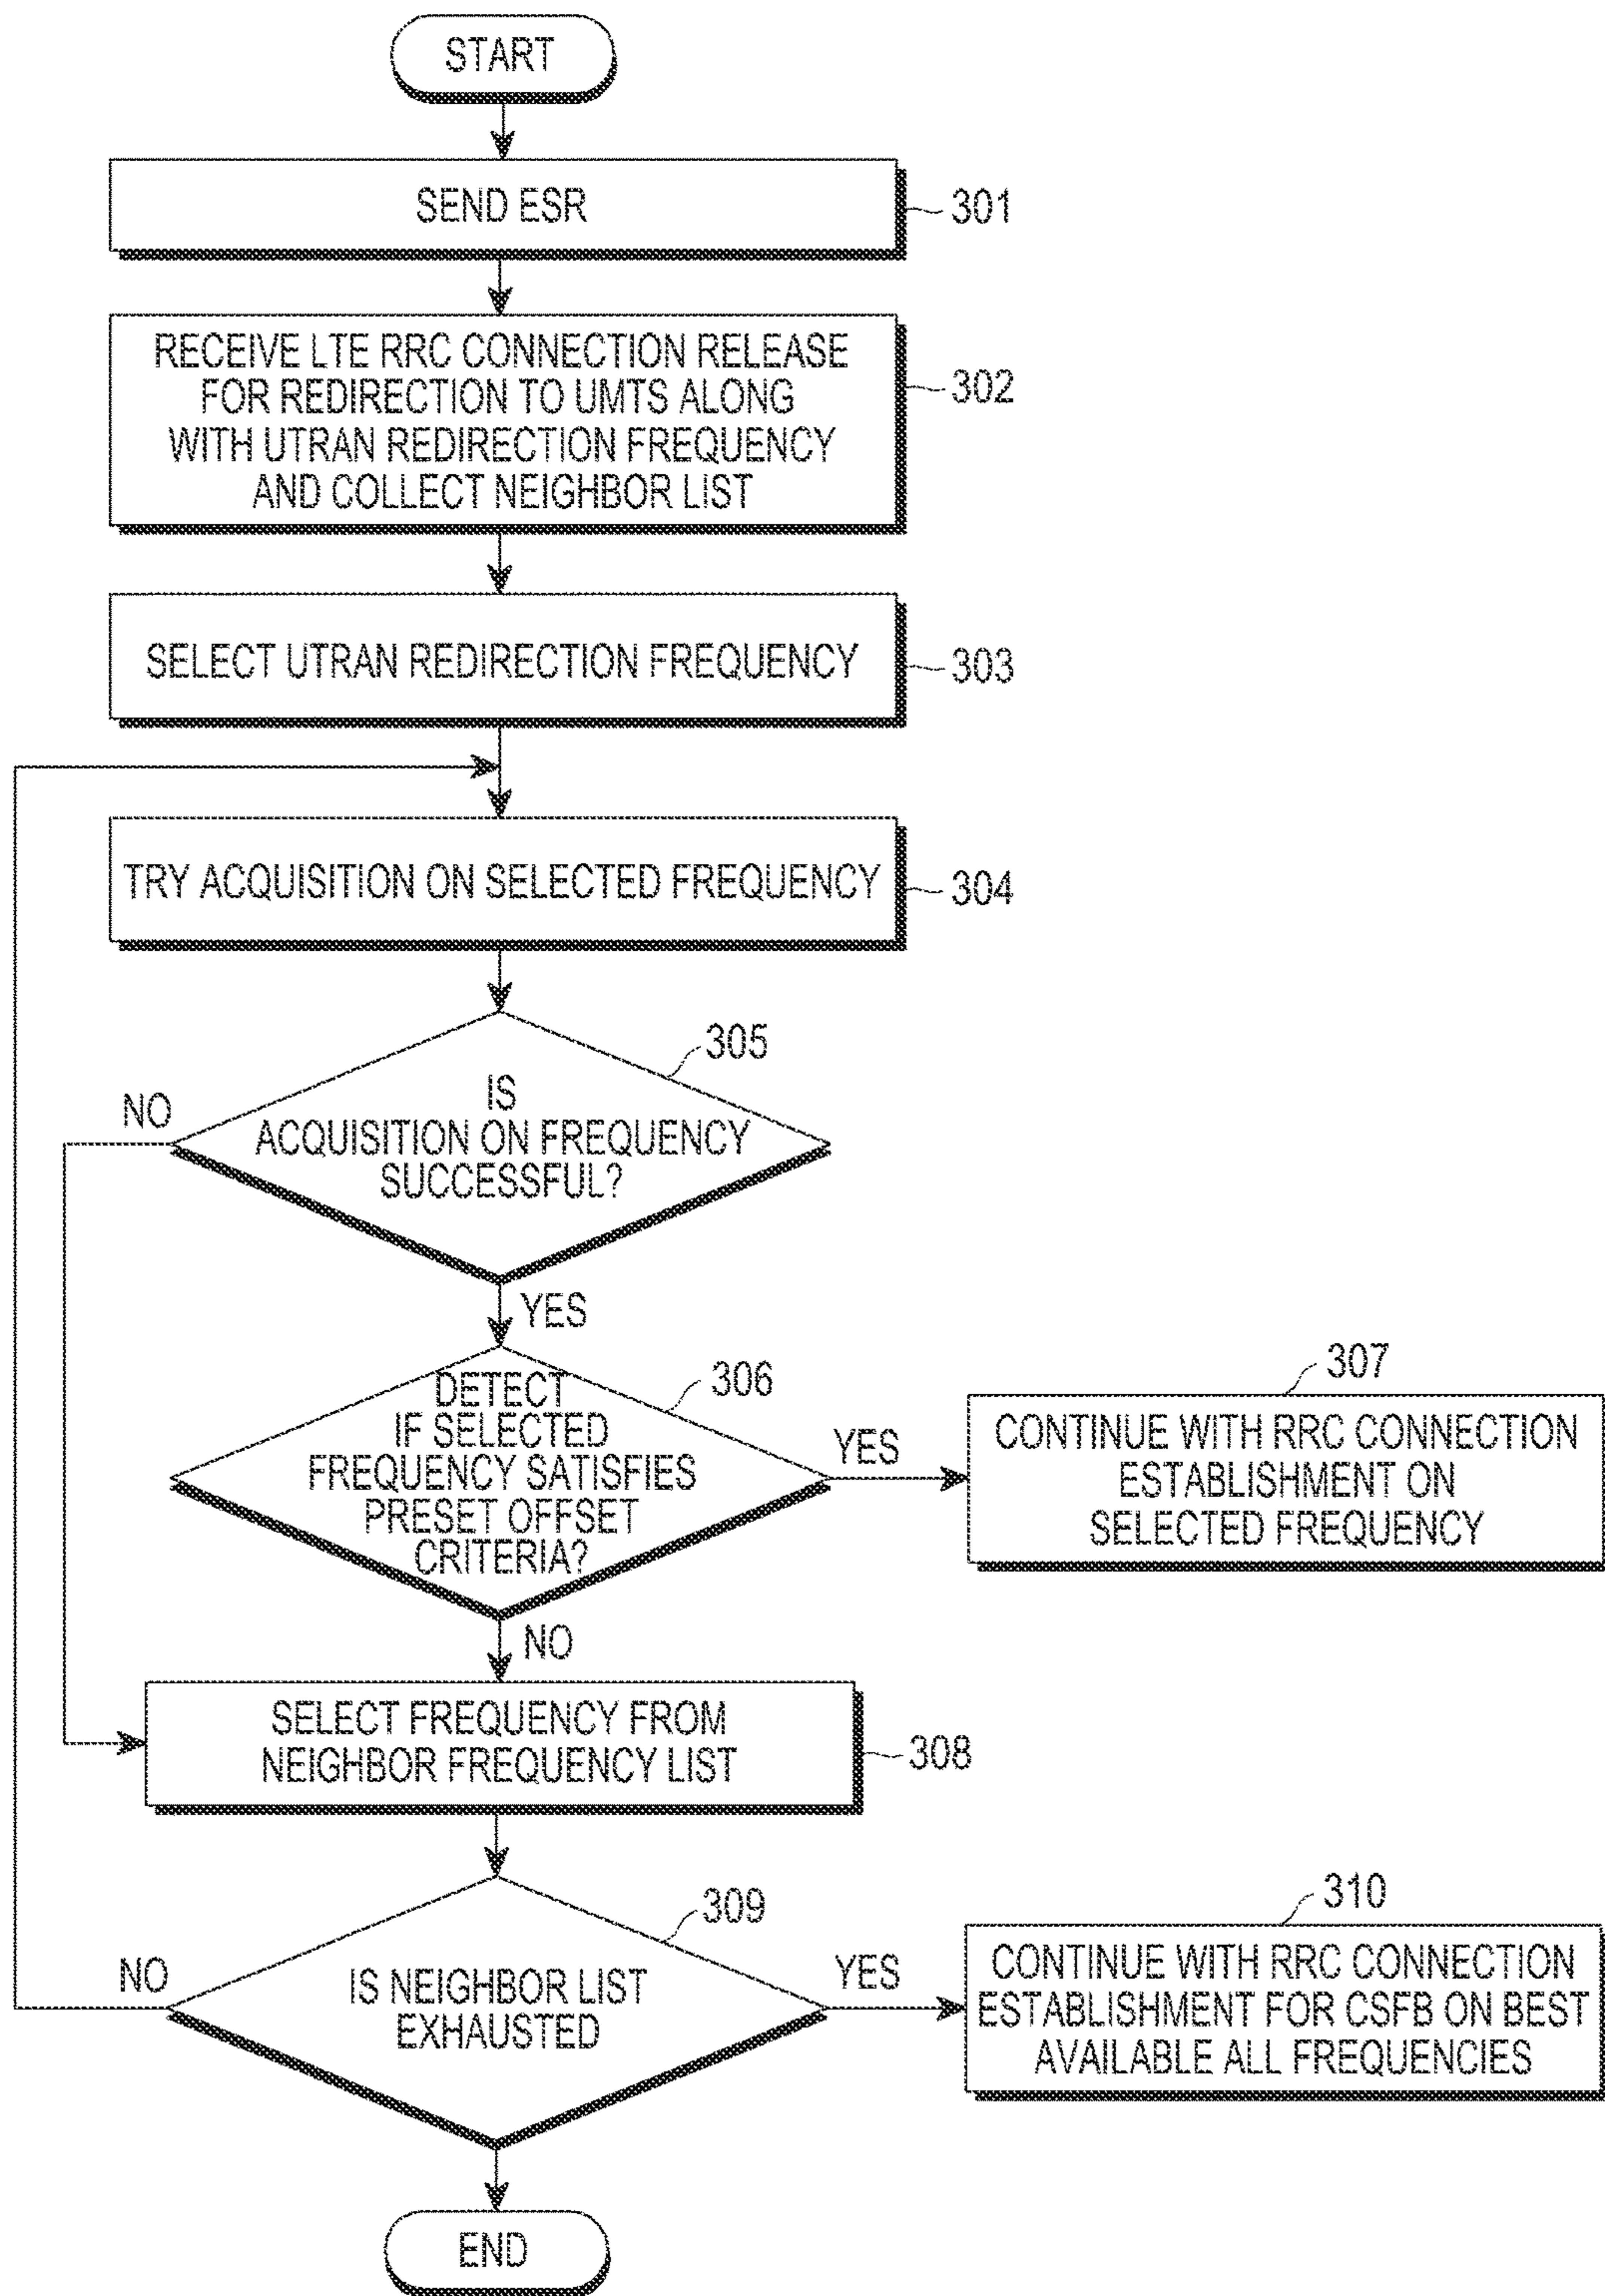 START
SEND ESR
301
RECEIVE LTE RRC CONNECTION RELEASE
FOR REDIRECTION TO UMTS ALONG
WITH UTRAN REDIRECTION FREQUENCY
AND COLLECT NEIGHBOR LIST
302
SELECT UTRAN REDIRECTION FREQUENCY
303
TRY ACQUISITION ON SELECTED FREQUENCY
304
305
NO
IS
ACQUISITION ON FREQUENCY
SUCCESSFUL?
YES
306
DETECT
IF SELECTED
FREQUENCY SATISFIES
PRESET OFFSET
CRITERIA?
YES
307
CONTINUE WITH RRC CONNECTION
ESTABLISHMENT ON
SELECTED FREQUENCY
NO
SELECT FREQUENCY FROM
NEIGHBOR FREQUENCY LIST
308
309
NO
IS NEIGHBOR LIST
EXHAUSTED
YES
310
CONTINUE WITH RRC CONNECTION
ESTABLISHMENT FOR CSFB ON BEST
AVAILABLE ALL FREQUENCIES
END